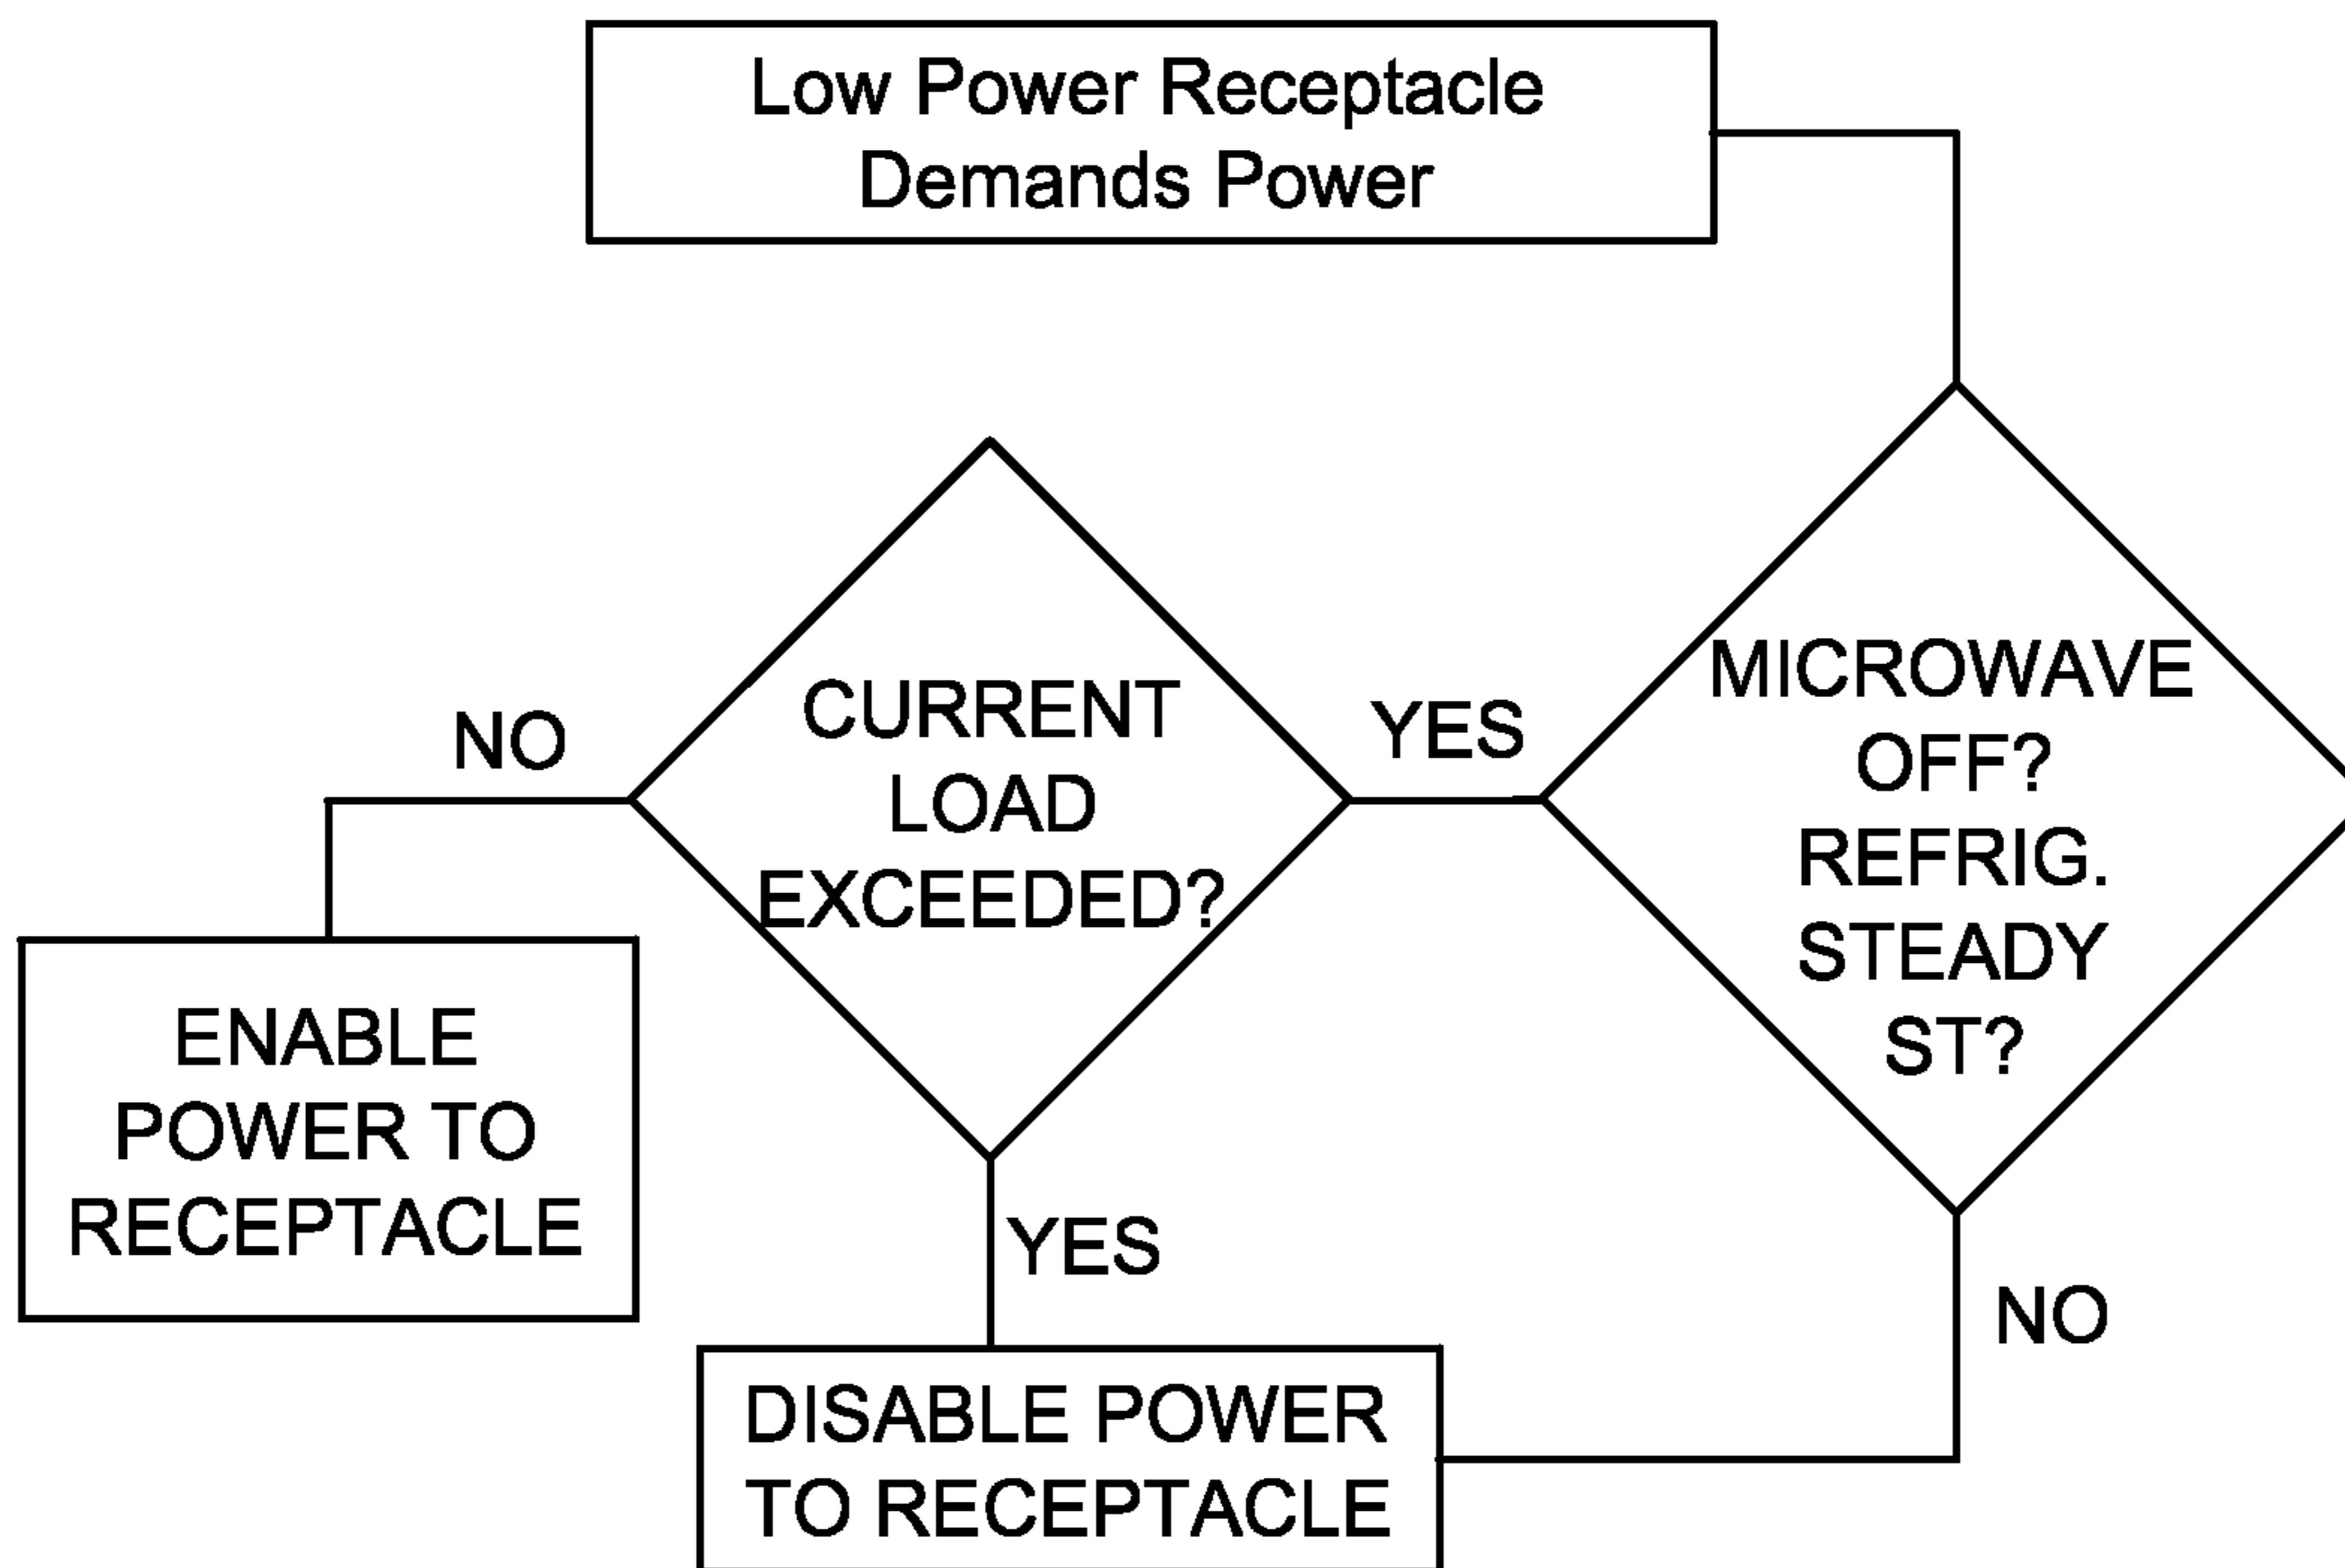 Low Power Receptacle
Demands Power
MICROWAVE
OFF?
REFRIG.
STEADY
ST?
YES
CURRENT
LOAD
EXCEEDED?
NO
ENABLE
POWER TO
RECEPTACLE
YES
NO
DISABLE POWER
TO RECEPTACLE